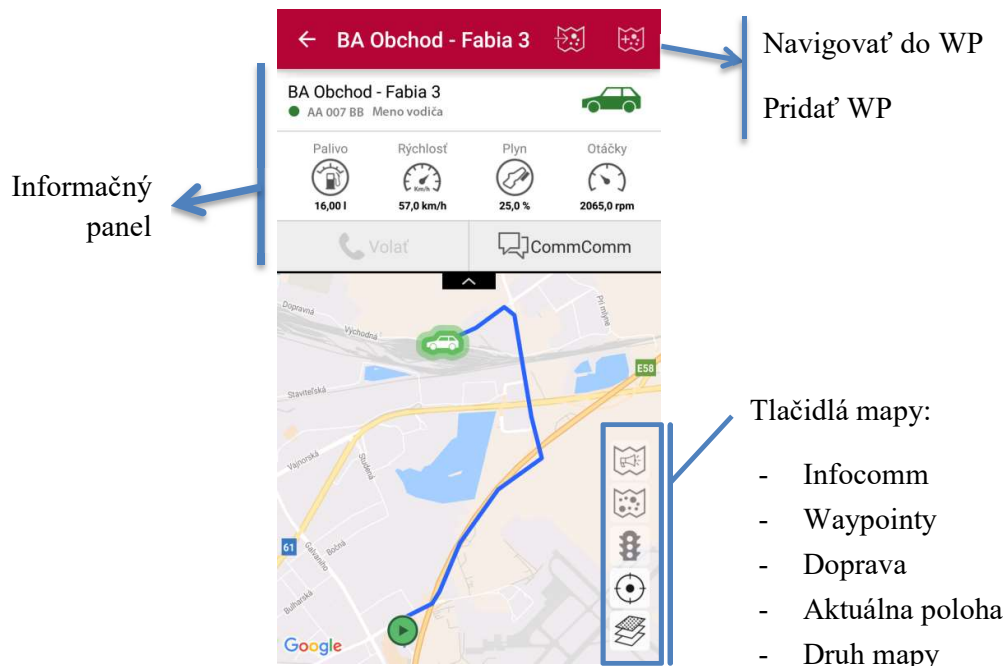 BA Obchod - Fabia 3
Navigovať do WP
Pridať WP
BA Obchod - Fabia 3
AA 007 BB Meno vodiča
Informačný
panel
Palivo Rýchlosť Plyn Otáčky
Km/h
16,00 l 57,0 km/h 25,0 % 2065,0 rpm
Volať CommComm
Dopravná
Východná
Pri mlyne
E58
Staviteľská
Vajnorská
Studená
61
Galvaniho
Bočná
Bulharská
Google
Tlačidlá mapy:
- Infocomm
- Waypointy
- Doprava
- Aktuálna poloha
- Druh mapy